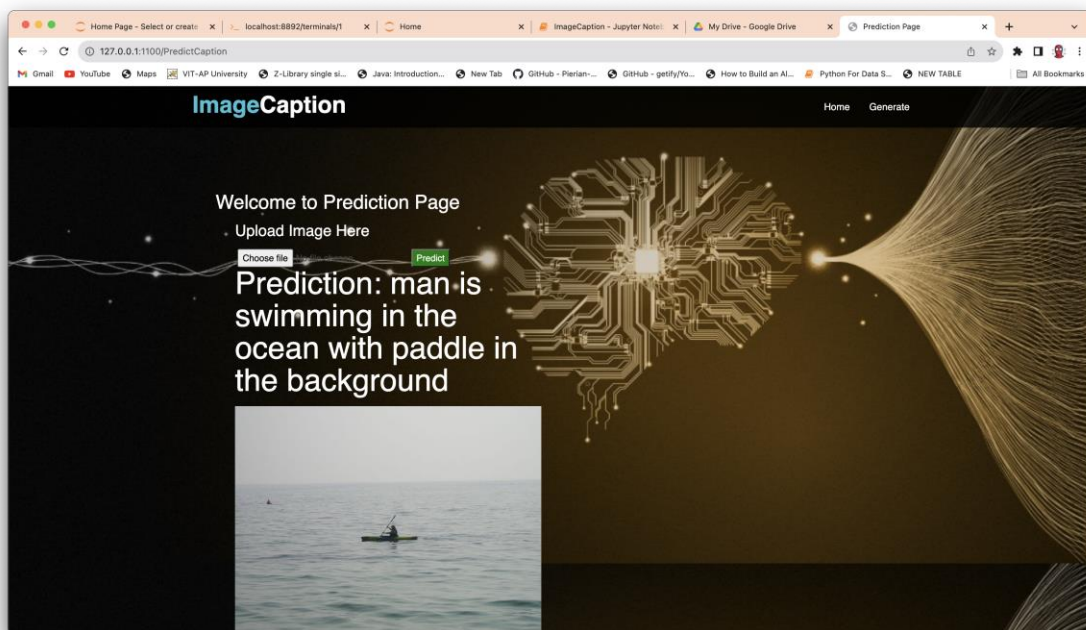 Home Page - Select or create
localhost:8892/terminals/1
Home
ImageCaption - Jupyter Noteb
My Drive - Google Drive
Prediction Page
127.0.0.1:1100/PredictCaption
Gmail
YouTube
Maps
VIT-AP University
Z-Library single si...
Java: Introduction...
New Tab
GitHub - Pierian-...
GitHub - getify/Yo...
How to Build an AI...
Python For Data S...
NEW TABLE
All Bookmarks
ImageCaption
Home
Generate
Welcome to Prediction Page
Upload Image Here
Choose file
Predict
Prediction: man is
swimming in the
ocean with paddle in
the background